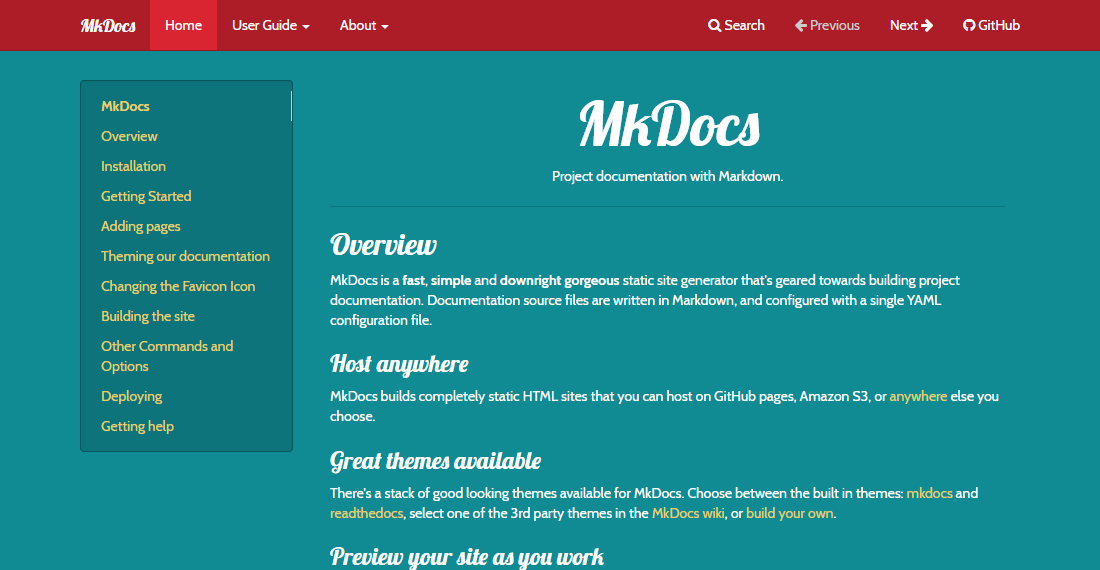 MkDocs Home User Guide About Search Previous Next GitHub
MkDocs
Overview
Installation
Getting Started
Adding pages
Theming our documentation
Changing the Favicon Icon
Building the site
Other Commands and
Options
Deploying
Getting help
MkDocs
Project documentation with Markdown.
Overview
MkDocs is a fast, simple and downright gorgeous static site generator that's geared towards building project
documentation. Documentation source files are written in Markdown, and configured with a single YAML
configuration file.
Host anywhere
MkDocs builds completely static HTML sites that you can host on GitHub pages, Amazon S3, or anywhere else you
choose.
Great themes available
There's a stack of good looking themes available for MkDocs. Choose between the built in themes: mkdocs and
readthedocs, select one of the 3rd party themes in the MkDocs wiki, or build your own.
Preview your site as you work